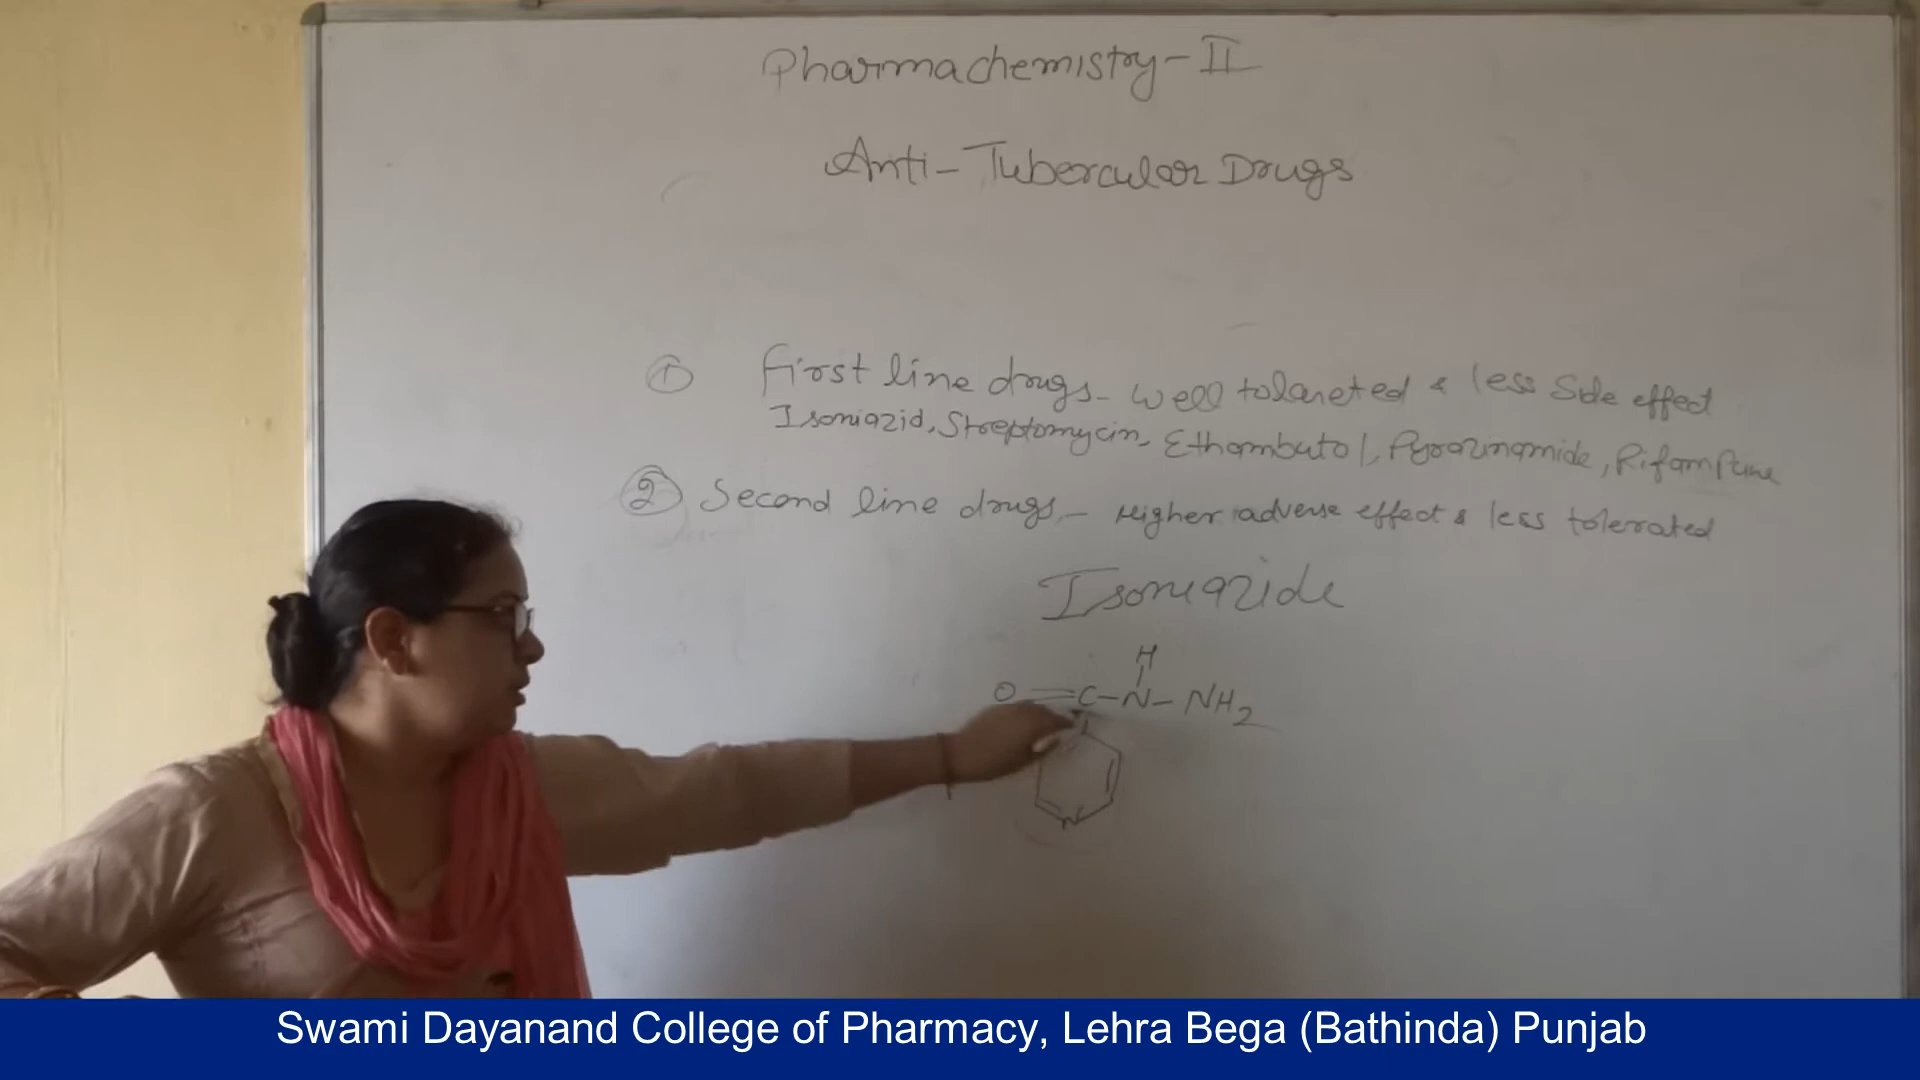 Pharmachemistry-II
Anti-Tubercular Drugs
① First line drugs- well tolareted & less Side effect
Isoniazid, Streptomycin, Ethambutol, Pyrazinamide, Rifampine
② Second line drugs,- Higher adverse effect & less tolerated
Isoniazide
H
O=C-N-NH2
N
Swami Dayanand College of Pharmacy, Lehra Bega (Bathinda) Punjab